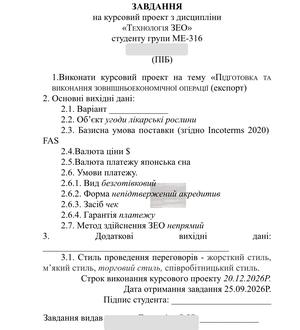 ЗАВДАННЯ
на курсовий проект з дисципліни
«Технологія ЗЕО»
студенту групи МЕ-316
(ПІБ)
1.Виконати курсовий проект на тему «Підготовка та
виконання зовнішньоекономічної операції (експорт)
2. Основні вихідні дані:
2.1. Варіант ______________
2.2. Об’єкт угоди лікарські рослини
2.3. Базисна умова поставки (згідно Incoterms 2020)
FAS
2.4.Валюта ціни $
2.5.Валюта платежу японська єна
2.6. Умови платежу.
2.6.1. Вид безготівковий
2.6.2. Форма непідтверджений акредитив
2.6.3. Засіб чек
2.6.4. Гарантія платежу
2.7. Метод здійснення ЗЕО непрямий
3. Додаткові вихідні дані:
______________________________
3.1. Стиль проведення переговорів - жорсткий стиль,
м’який стиль, торговий стиль, співробітницький стиль.
Строк виконання курсового проекту 20.12.2026Р.
Дата отримання завдання 25.09.2026Р.
Підпис студента: ______________
Завдання видав